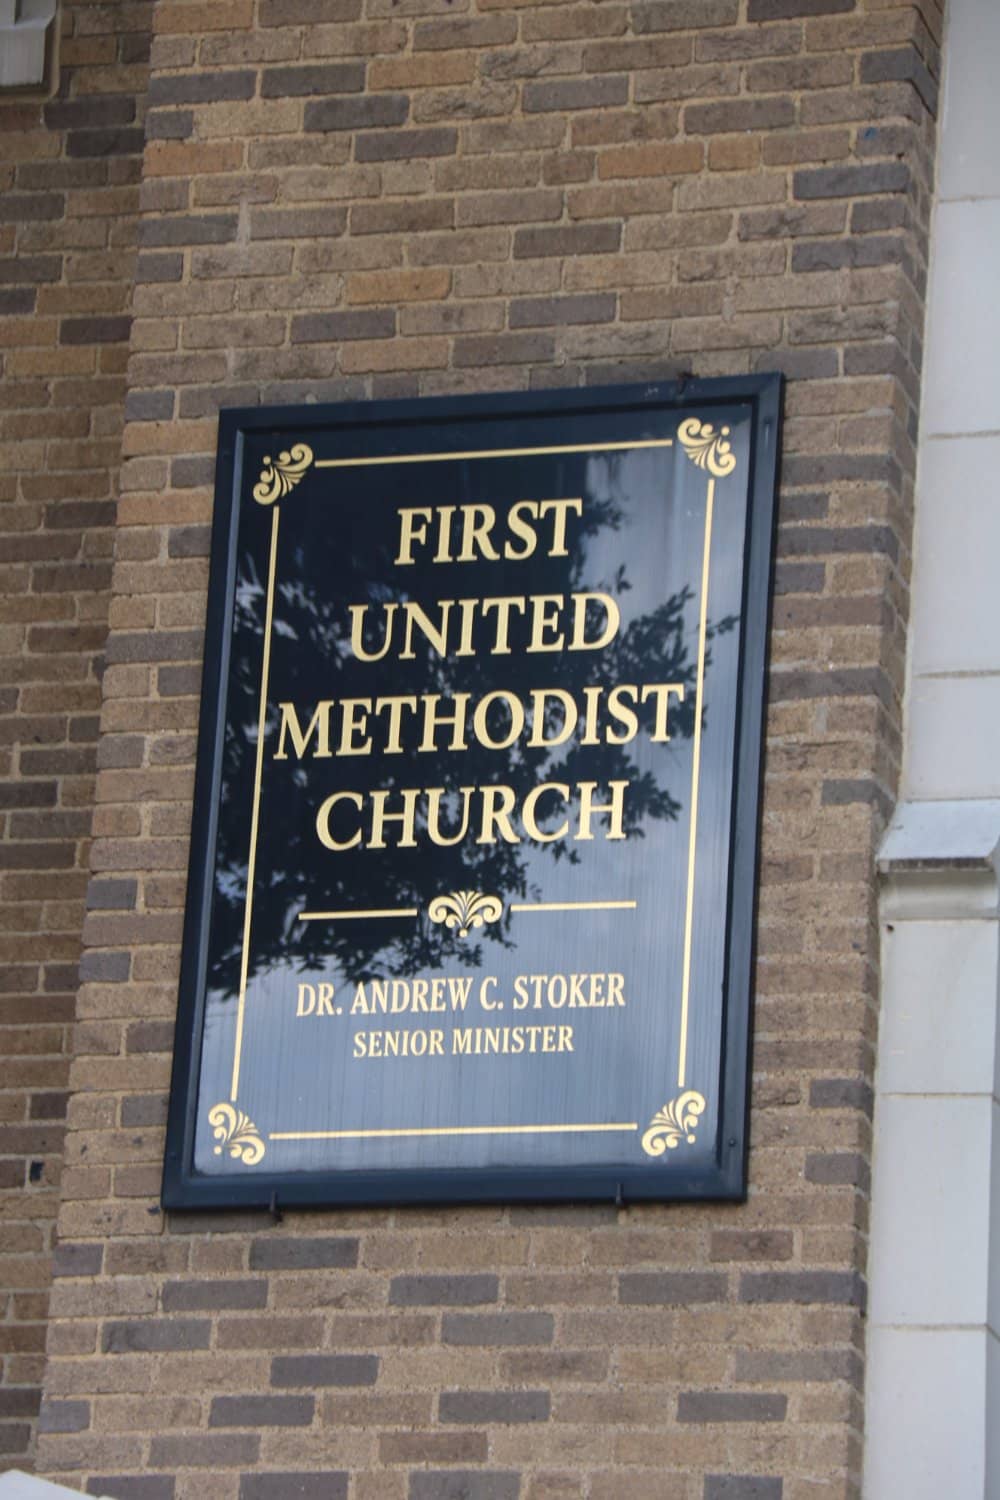 FIRST
UNITED
METHODIST
CHURCH
DR. ANDREW C. STOKER
SENIOR MINISTER